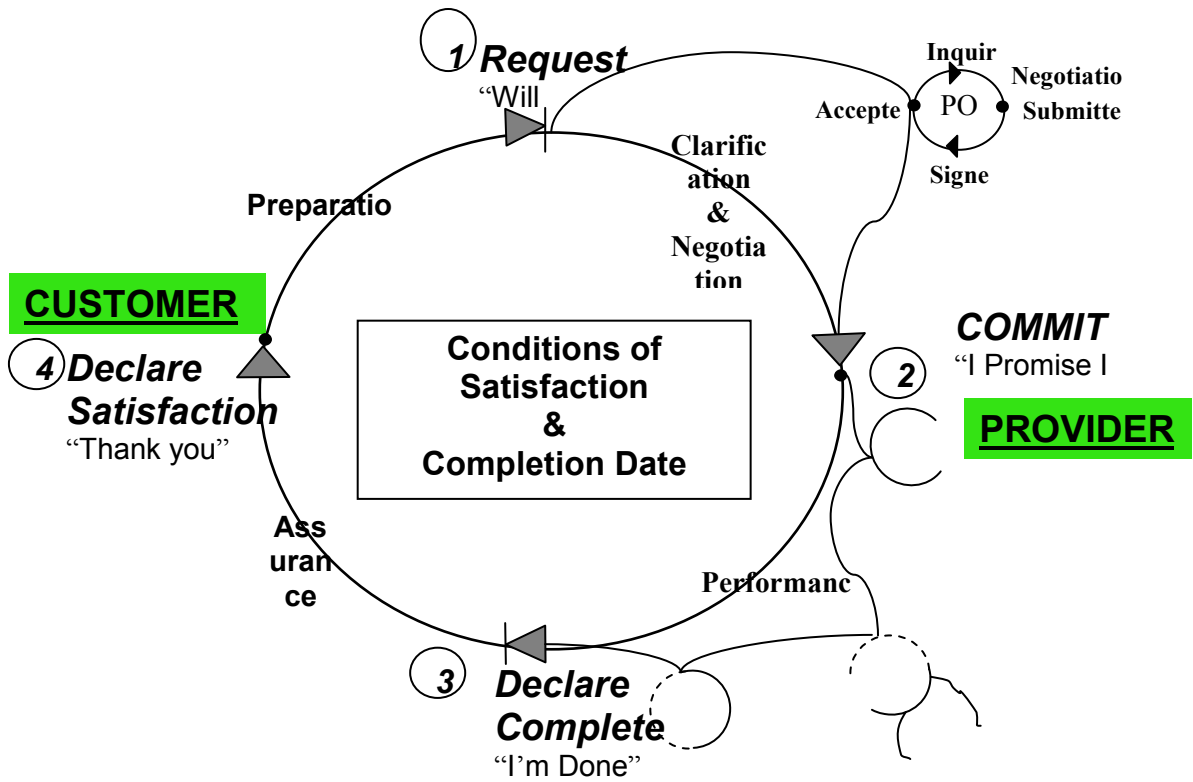 1 Request
“Will
Inquir
Negotiatio
Accepte
PO
Submitte
Signe
Clarific
ation
&
Negotia
tion
Preparatio
CUSTOMER
4 Declare
Satisfaction
“Thank you”
Conditions of
Satisfaction
&
Completion Date
COMMIT
2
“I Promise I
PROVIDER
Ass
uran
ce
Performanc
3 Declare
Complete
“I’m Done”